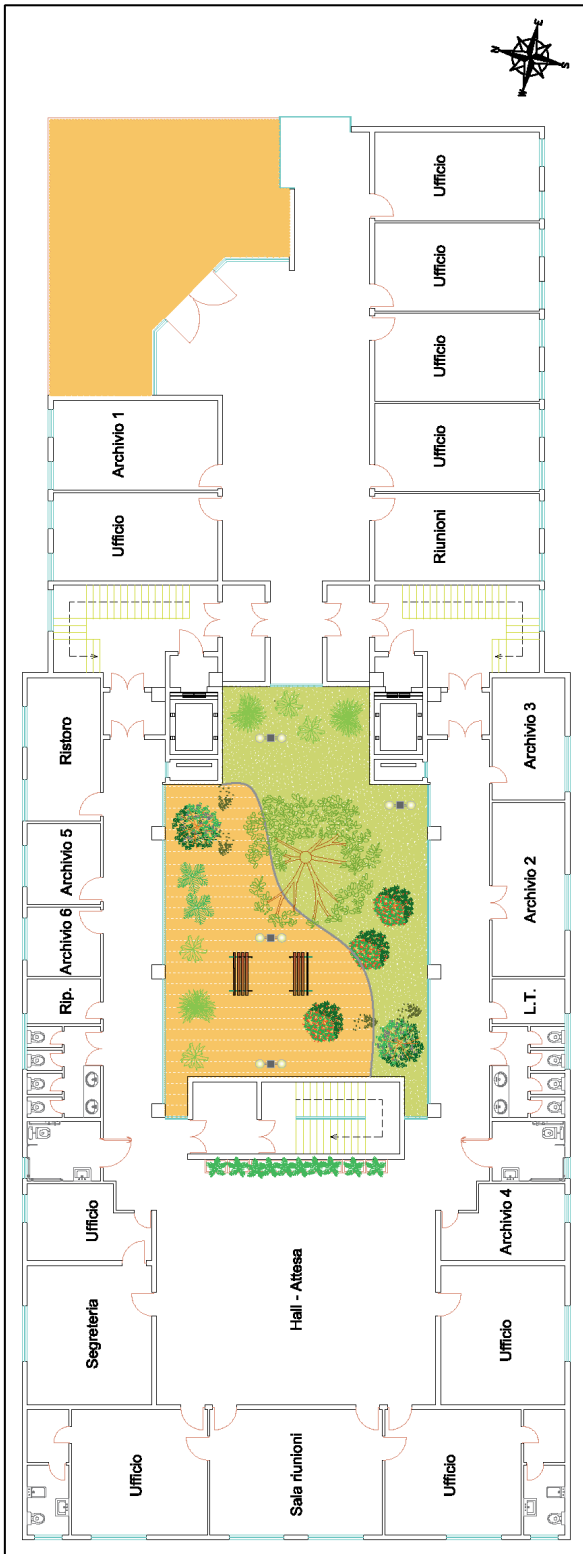 N
E
S
W
Ufficio
Ufficio
Ufficio
Ufficio
Riunioni
Archivio 1
Ufficio
Ristoro
Archivio 5
Archivio 6
Rip.
Archivio 3
Archivio 2
L.T.
Ufficio
Segreteria
Hall - Attesa
Archivio 4
Ufficio
Ufficio
Sala riunioni
Ufficio